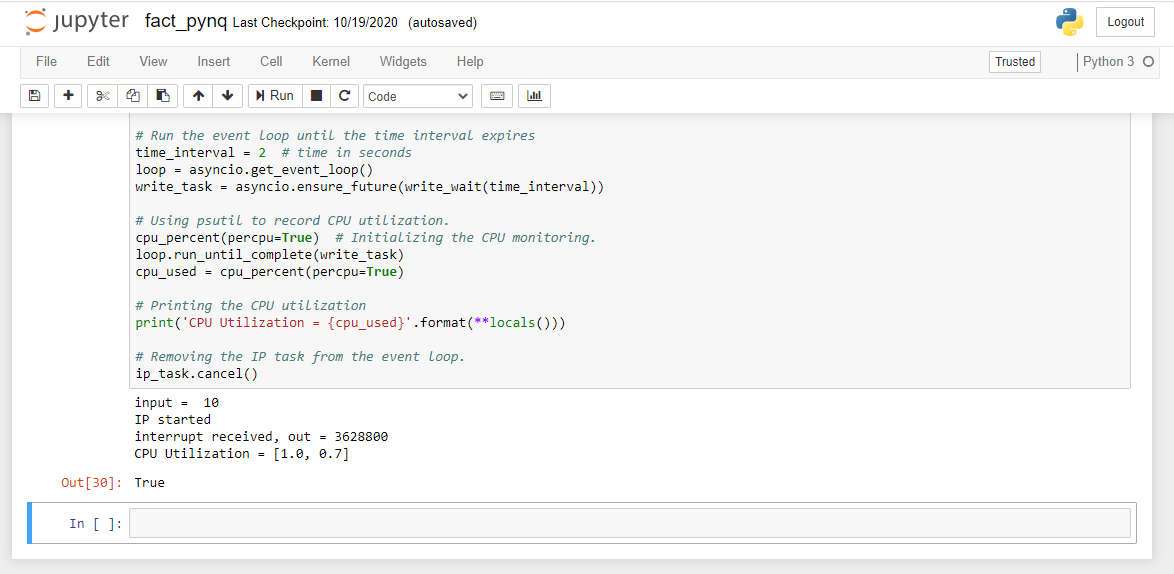 jupyter fact_pynq Last Checkpoint: 10/19/2020 (autosaved) Logout
File Edit View Insert Cell Kernel Widgets Help Trusted Python 3
Run Code
# Run the event loop until the time interval expires
time_interval = 2  # time in seconds
loop = asyncio.get_event_loop()
write_task = asyncio.ensure_future(write_wait(time_interval))
# Using psutil to record CPU utilization.
cpu_percent(percpu=True)  # Initializing the CPU monitoring.
loop.run_until_complete(write_task)
cpu_used = cpu_percent(percpu=True)
# Printing the CPU utilization
print('CPU Utilization = {cpu_used}'.format(**locals()))
# Removing the IP task from the event loop.
ip_task.cancel()
input =  10
IP started
interrupt received, out = 3628800
CPU Utilization = [1.0, 0.7]
Out[30]: True
In [ ]: